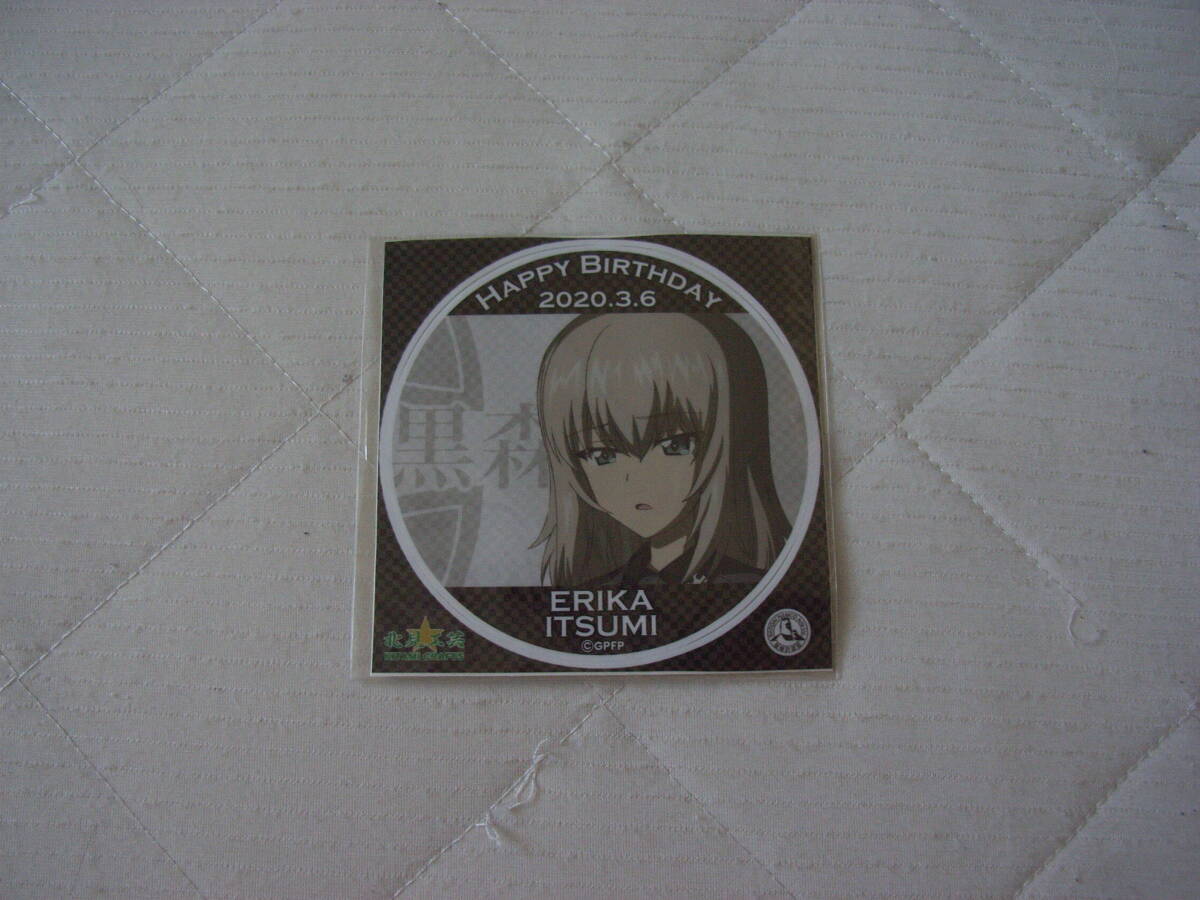 HAPPY BIRTHDAY
2020.3.6
黒森
ERIKA
ITSUMI
©GPFP